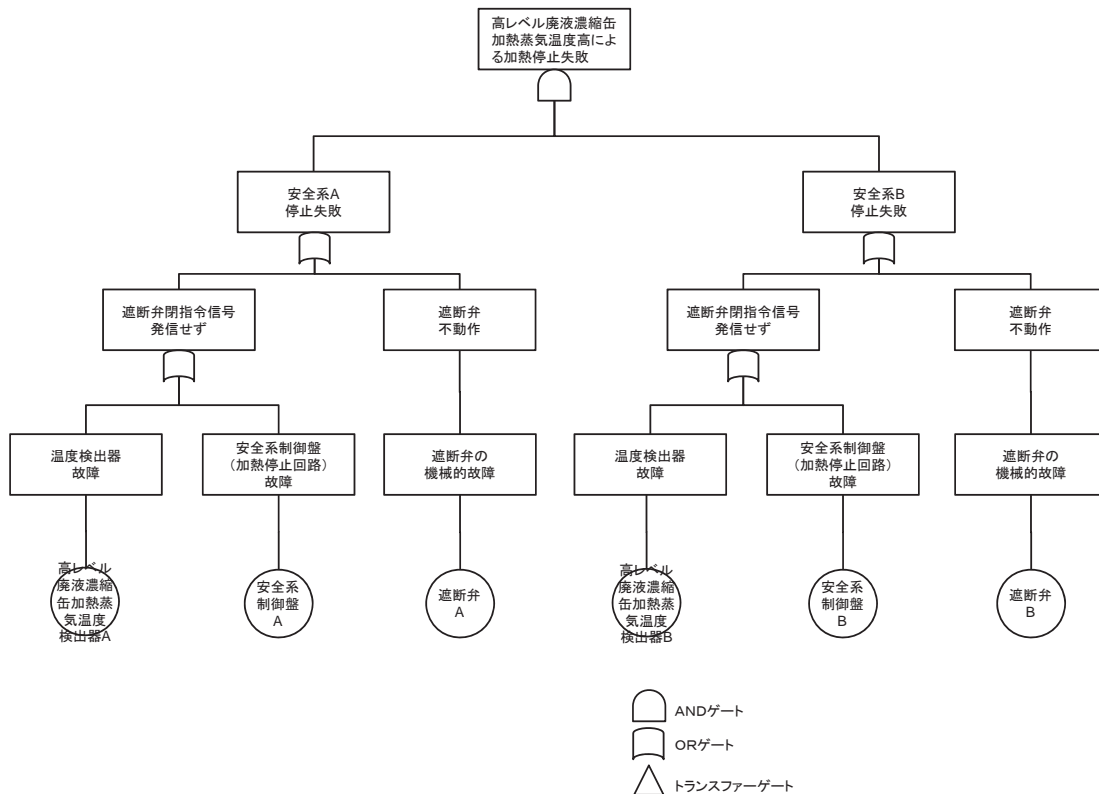 高レベル廃液濃縮缶
加熱蒸気温度高によ
る加熱停止失敗
安全系A
停止失敗
安全系B
停止失敗
遮断弁閉指令信号
発信せず
遮断弁
不動作
遮断弁閉指令信号
発信せず
遮断弁
不動作
温度検出器
故障
安全系制御盤
（加熱停止回路）
故障
遮断弁の
機械的故障
温度検出器
故障
安全系制御盤
（加熱停止回路）
故障
遮断弁の
機械的故障
高レベル
廃液濃縮
缶加熱蒸
気温度
検出器A
安全系
制御盤
A
遮断弁
A
高レベル
廃液濃縮
缶加熱蒸
気温度
検出器B
安全系
制御盤
B
遮断弁
B
ANDゲート
ORゲート
トランスファーゲート